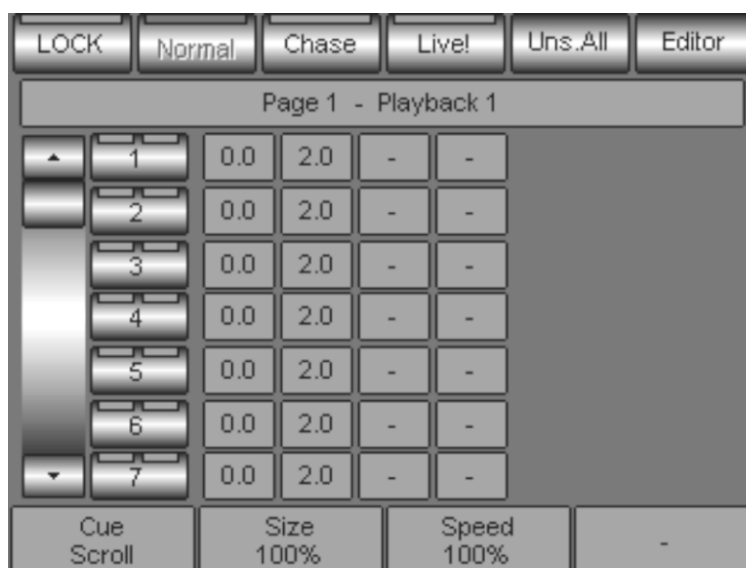 LOCK Normal Chase Live! Uns.All Editor
Page 1 - Playback 1
1 0.0 2.0 - -
2 0.0 2.0 - -
3 0.0 2.0 - -
4 0.0 2.0 - -
5 0.0 2.0 - -
6 0.0 2.0 - -
7 0.0 2.0 - -
Cue Size Speed -
Scroll 100% 100%